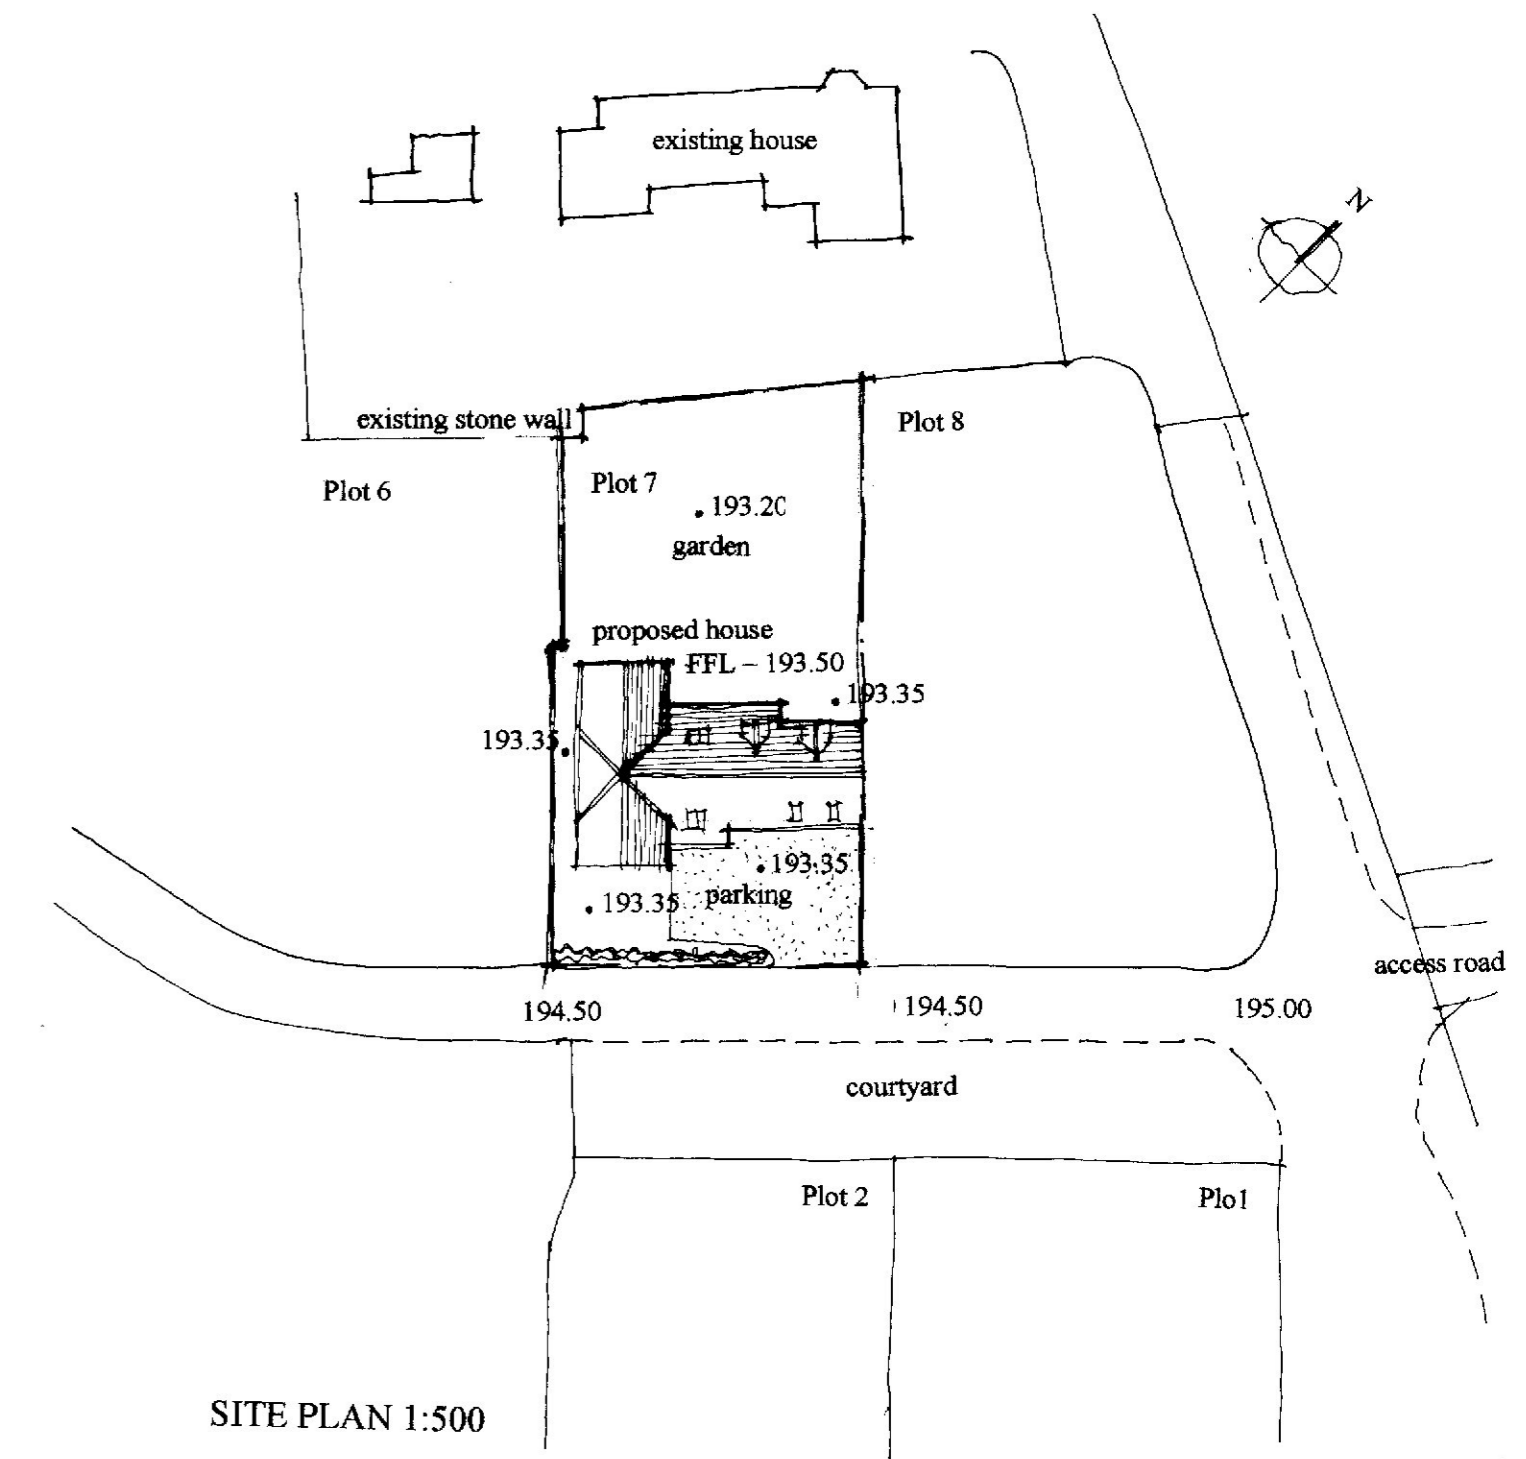 existing house
N
existing stone wall
Plot 8
Plot 6
Plot 7
193.20
garden
proposed house
FFL – 193.50
193.35
193.35
193.35
parking
193.35
access road
194.50
194.50
195.00
courtyard
Plot 2
Plo1
SITE PLAN 1:500